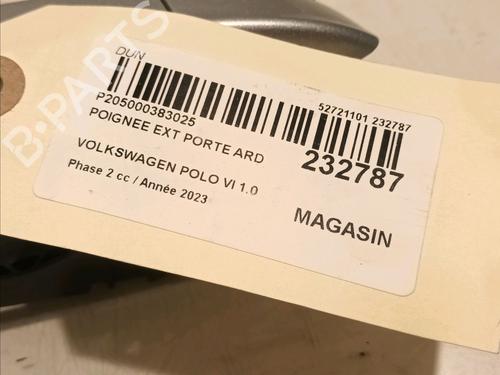 DUN
52721101 232787
P205000383025
POIGNEE EXT PORTE ARD
232787
VOLKSWAGEN POLO VI 1.0
Phase 2 cc / Année 2023
MAGASIN
B-PARTS